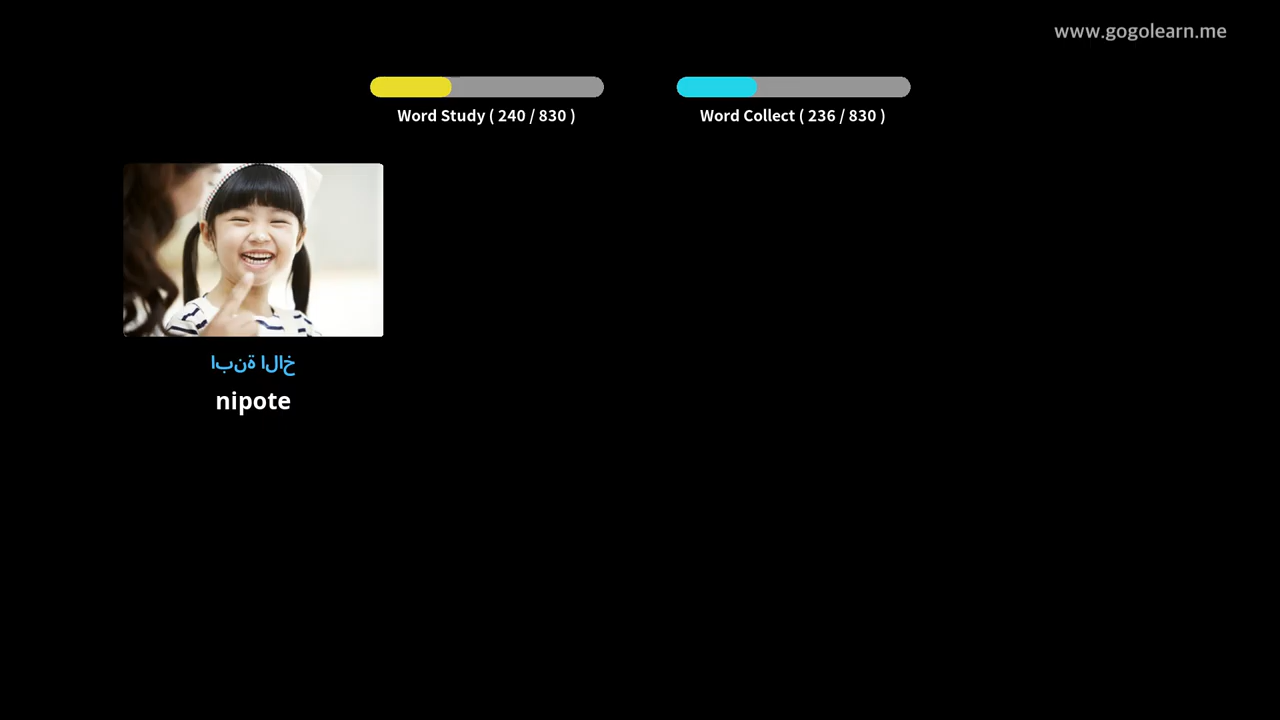 www.gogolearn.me
Word Study ( 240 / 830 )
Word Collect ( 236 / 830 )
ابنة الاخ
nipote